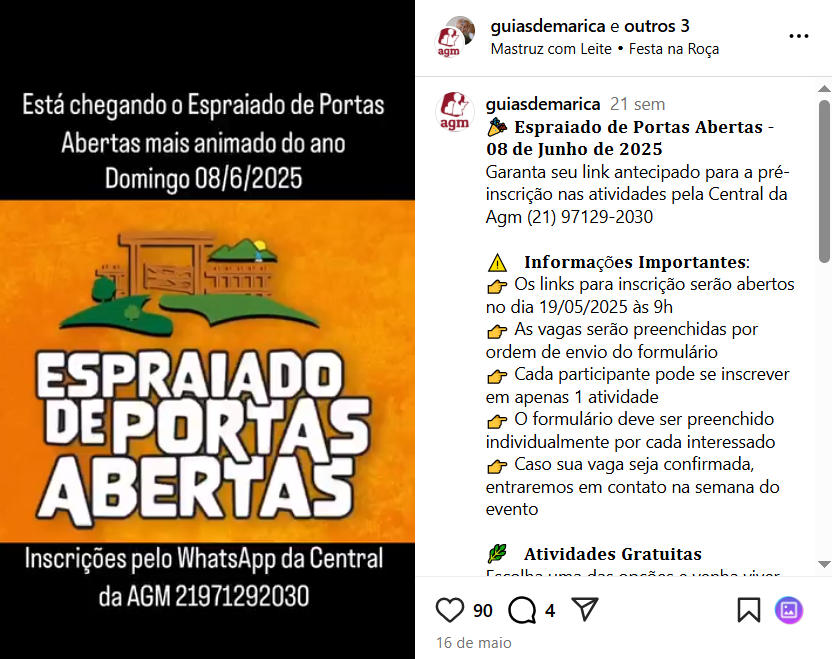 Está chegando o Espraiado de Portas
Abertas mais animado do ano
Domingo 08/6/2025
ESPRAIADO
DE PORTAS
ABERTAS
Inscrições pelo WhatsApp da Central
da AGM 21971292030
agm
guiasdemarica e outros 3
Mastruz com Leite • Festa na Roça
agm
guiasdemarica 21 sem
🎉 Espraiado de Portas Abertas -
08 de Junho de 2025
Garanta seu link antecipado para a pré-
inscrição nas atividades pela Central da
Agm (21) 97129-2030
⚠️ Informações Importantes:
👉 Os links para inscrição serão abertos
no dia 19/05/2025 às 9h
👉 As vagas serão preenchidas por
ordem de envio do formulário
👉 Cada participante pode se inscrever
em apenas 1 atividade
👉 O formulário deve ser preenchido
individualmente por cada interessado
👉 Caso sua vaga seja confirmada,
entraremos em contato na semana do
evento
🌿 Atividades Gratuitas
Escolha uma das opções e venha viver
90 4
16 de maio